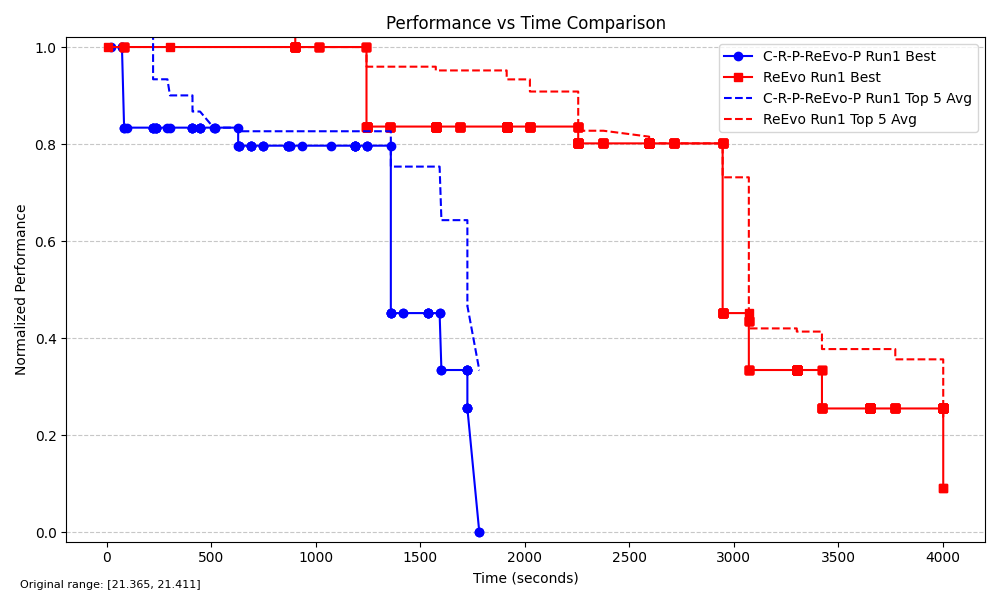 Performance vs Time Comparison
Normalized Performance
1.0
0.8
0.6
0.4
0.2
0.0
C-R-P-ReEvo-P Run1 Best
ReEvo Run1 Best
C-R-P-ReEvo-P Run1 Top 5 Avg
ReEvo Run1 Top 5 Avg
0 500 1000 1500 2000 2500 3000 3500 4000
Time (seconds)
Original range: [21.365, 21.411]